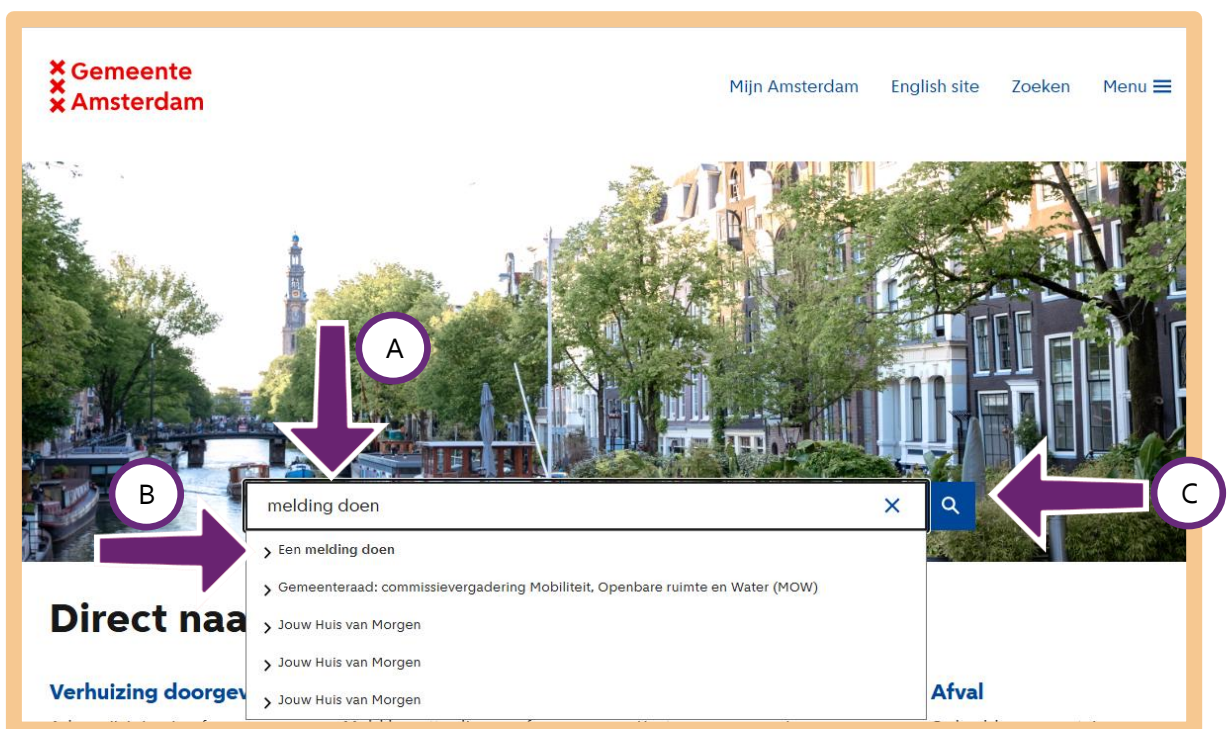 Gemeente
Amsterdam
Mijn Amsterdam English site Zoeken Menu
A
B
C
melding doen
Een melding doen
Gemeenteraad: commissievergadering Mobiliteit, Openbare ruimte en Water (MOW)
Jouw Huis van Morgen
Jouw Huis van Morgen
Jouw Huis van Morgen
Direct naa
Verhuizing doorgev
Afval